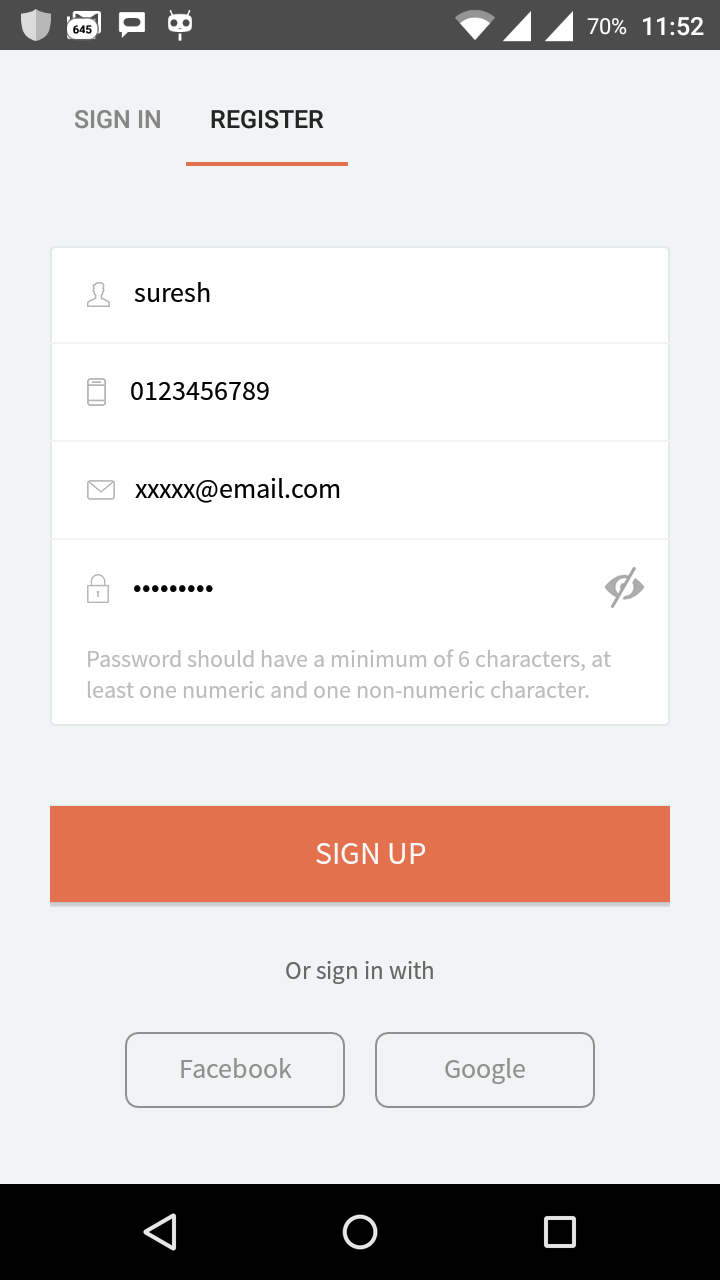 645
70% 11:52
SIGN IN REGISTER
suresh
0123456789
xxxxx@email.com
•••••••••
Password should have a minimum of 6 characters, at
least one numeric and one non-numeric character.
SIGN UP
Or sign in with
Facebook Google